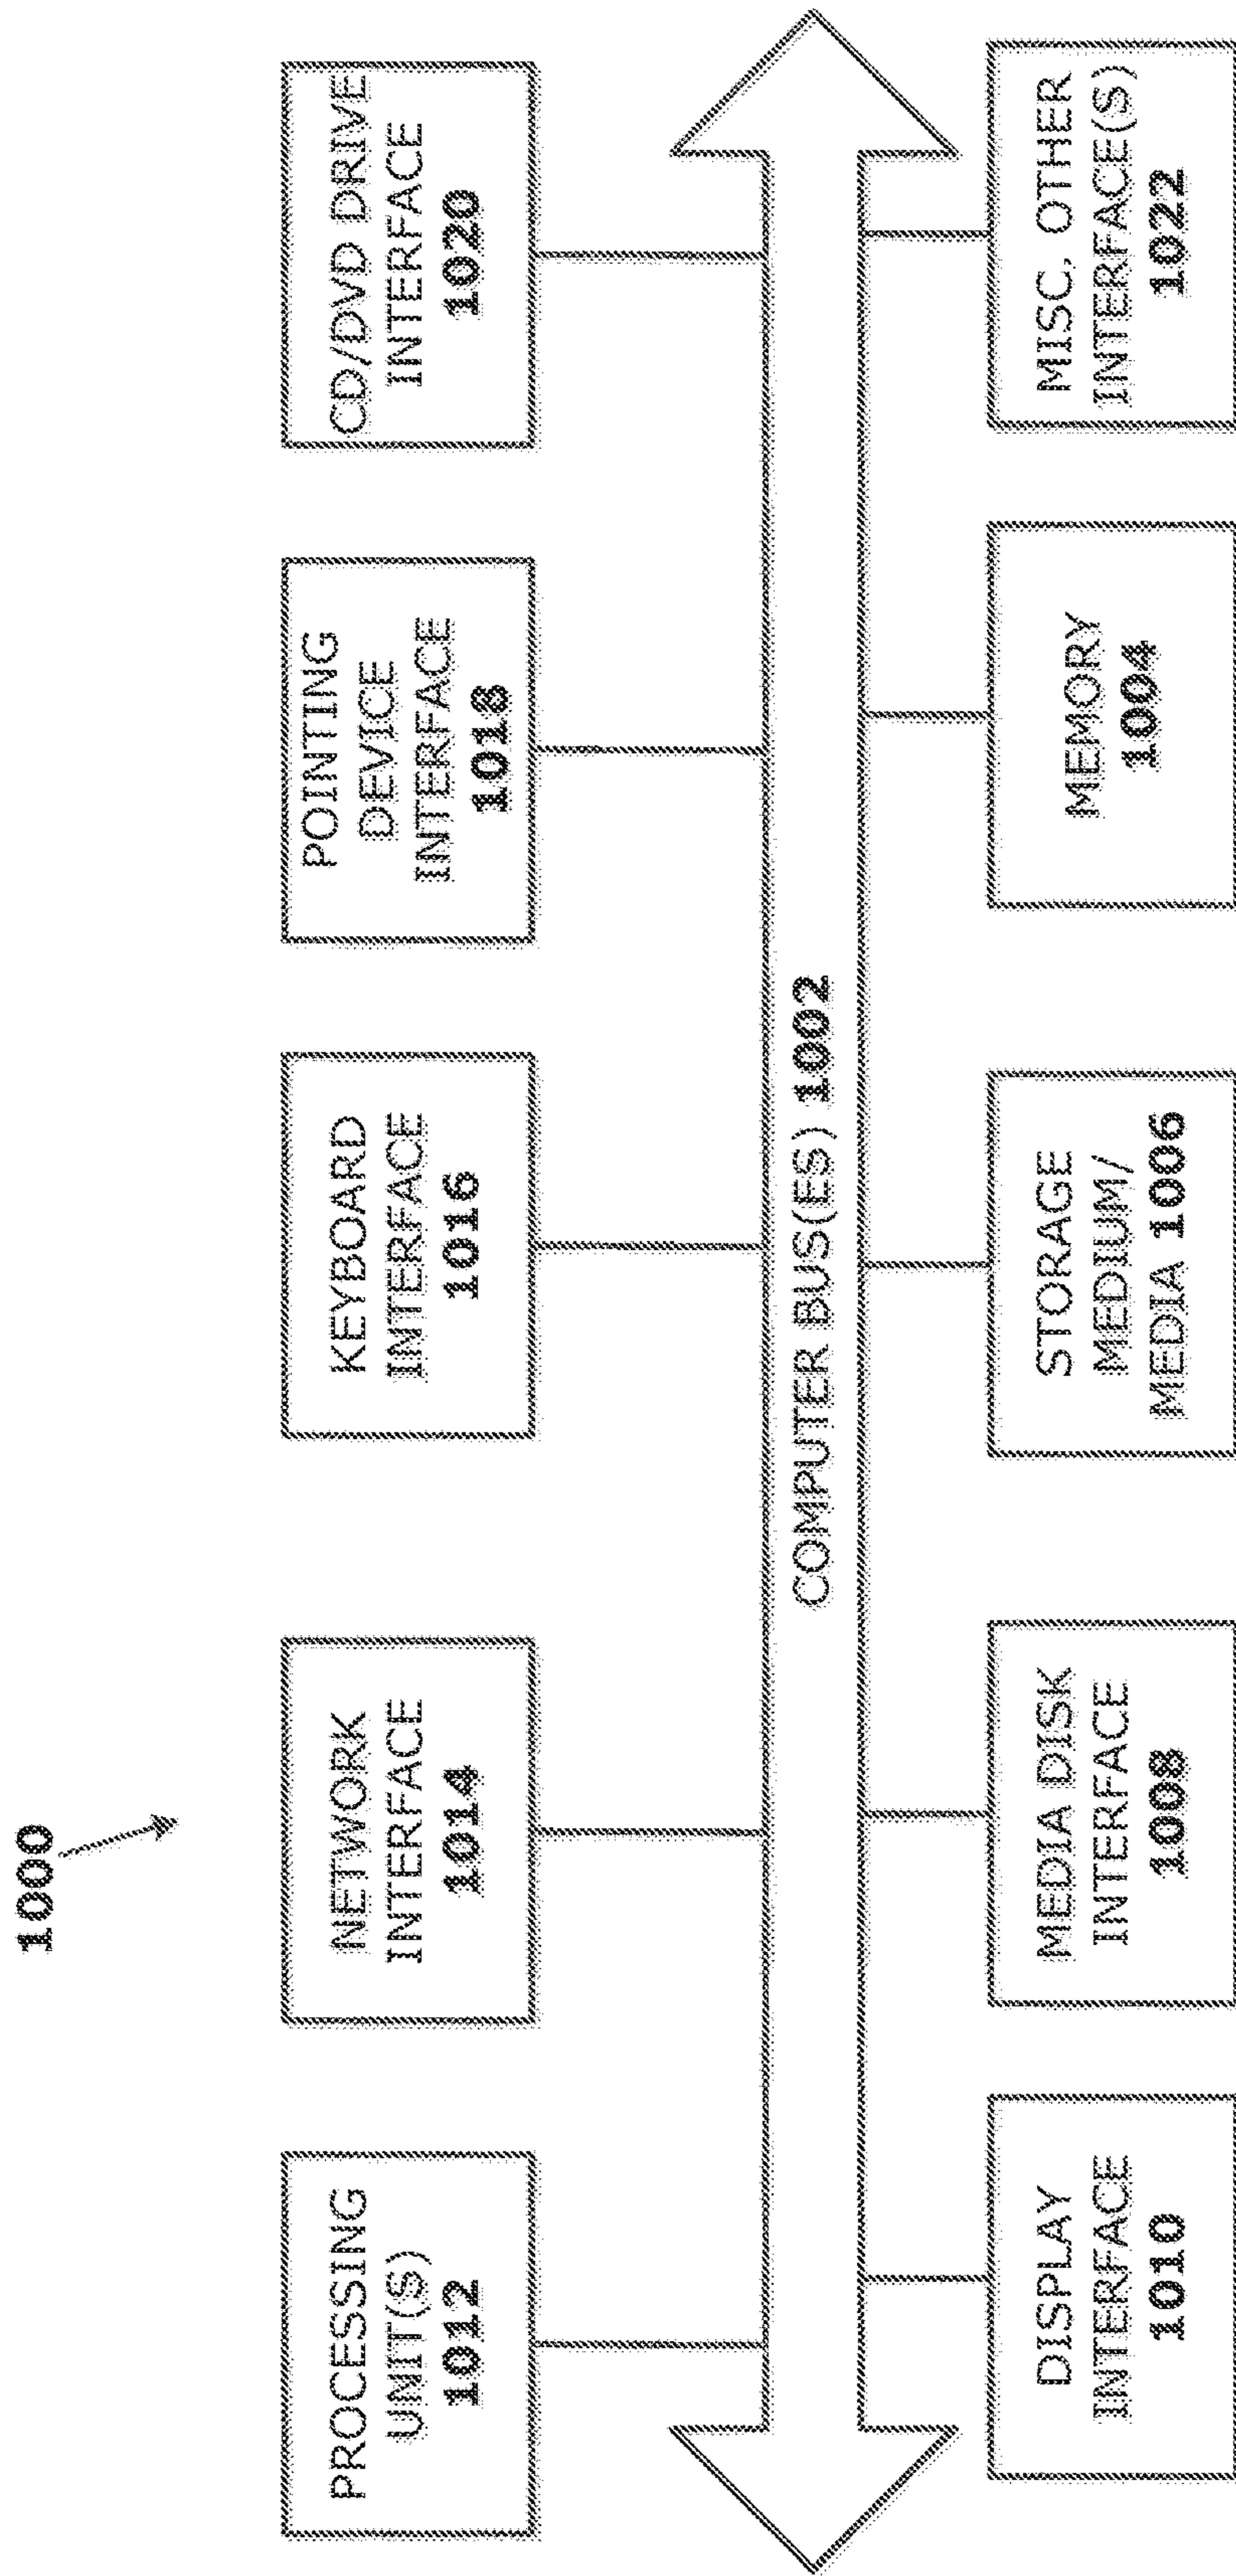 1000
PROCESSING
UNIT(S)
1012
NETWORK
INTERFACE
1014
KEYBOARD
INTERFACE
1016
POINTING
DEVICE
INTERFACE
1018
CD/DVD DRIVE
INTERFACE
1020
COMPUTER BUS(ES) 1002
DISPLAY
INTERFACE
1010
MEDIA DISK
INTERFACE
1008
STORAGE
MEDIUM/
MEDIA 1006
MEMORY
1004
MISC. OTHER
INTERFACE(S)
1022